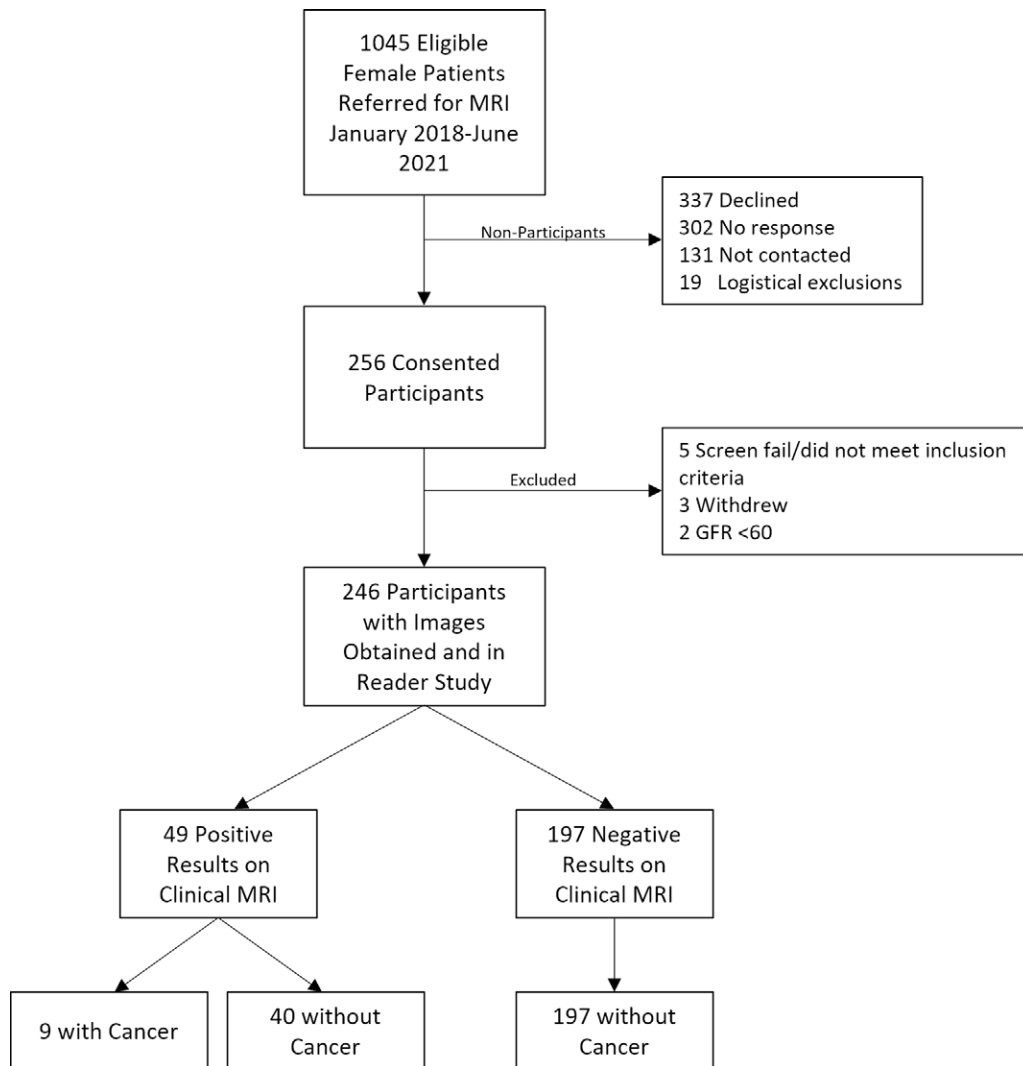 1045 Eligible
Female Patients
Referred for MRI
January 2018-June
2021
Non-Participants
337 Declined
302 No response
131 Not contacted
19 Logistical exclusions
256 Consented
Participants
Excluded
5 Screen fail/did not meet inclusion
criteria
3 Withdrew
2 GFR <60
246 Participants
with Images
Obtained and in
Reader Study
49 Positive
Results on
Clinical MRI
197 Negative
Results on
Clinical MRI
9 with Cancer
40 without
Cancer
197 without
Cancer